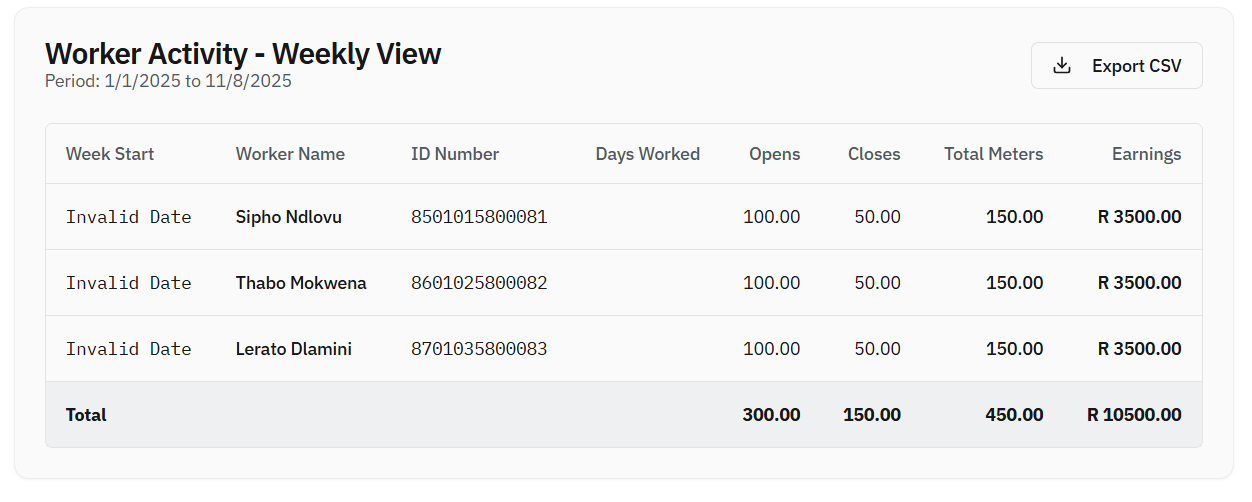 Worker Activity - Weekly View
Period: 1/1/2025 to 11/8/2025
Export CSV
Week Start Worker Name ID Number Days Worked Opens Closes Total Meters Earnings
Invalid Date Sipho Ndlovu 8501015800081 100.00 50.00 150.00 R 3500.00
Invalid Date Thabo Mokwena 8601025800082 100.00 50.00 150.00 R 3500.00
Invalid Date Lerato Dlamini 8701035800083 100.00 50.00 150.00 R 3500.00
Total 300.00 150.00 450.00 R 10500.00